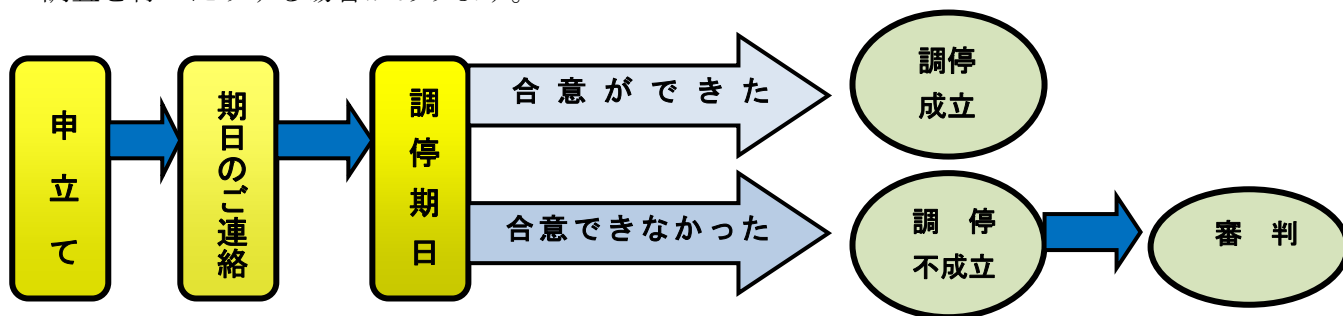 申立て
期日のご連絡
調停期日
合意ができた
調停
成立
合意できなかった
調停
不成立
審判